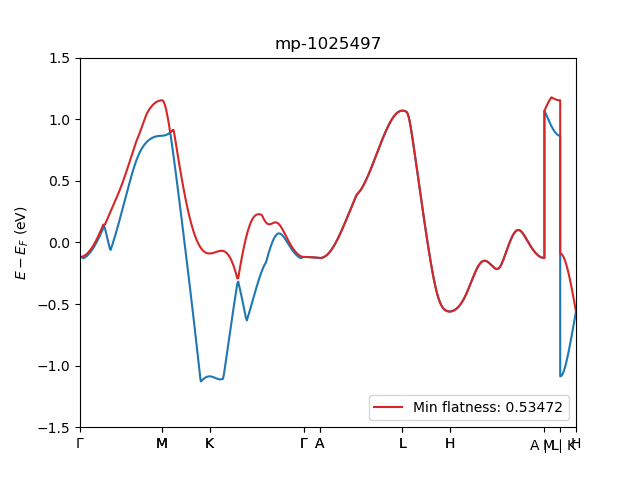 mp-1025497
1.5
1.0
0.5
0.0
−0.5
−1.0
−1.5
E − E_F (eV)
Min flatness: 0.53472
Γ M K Γ A L H A | M L | K H